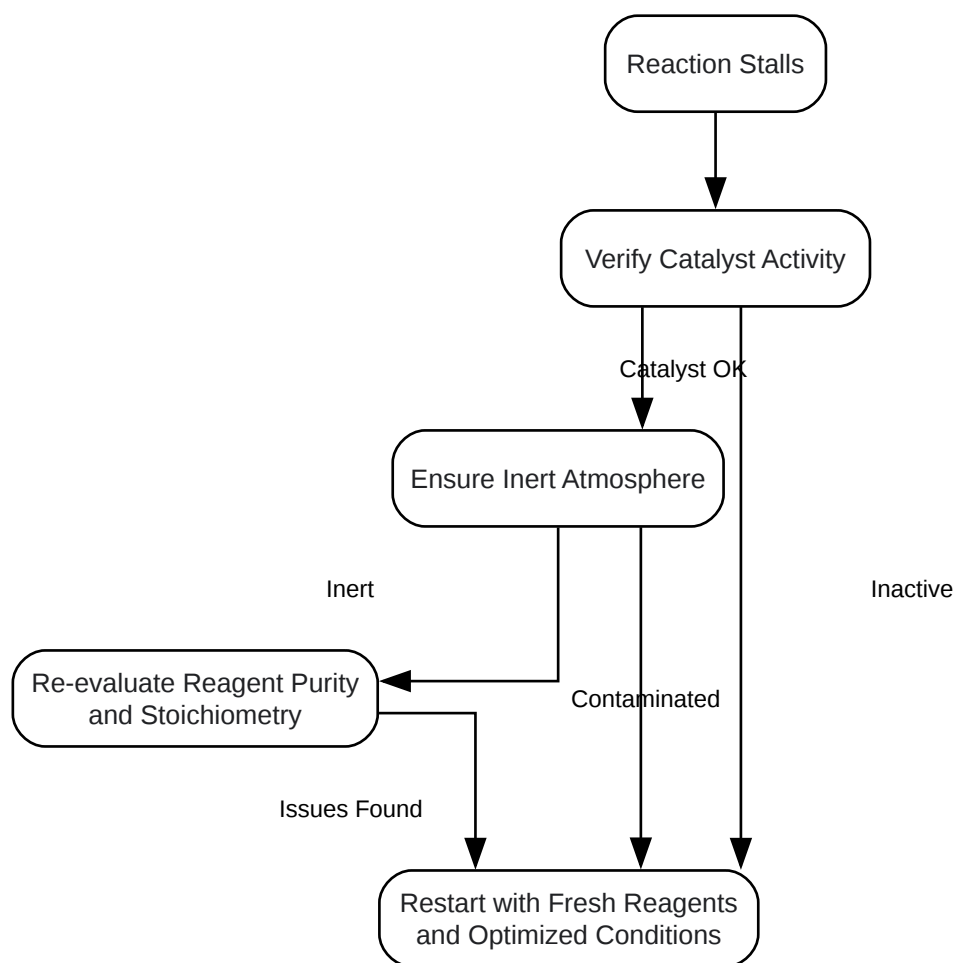 Reaction Stalls
Verify Catalyst Activity
Catalyst OK
Ensure Inert Atmosphere
Inert
Inactive
Re-evaluate Reagent Purity
and Stoichiometry
Contaminated
Issues Found
Restart with Fresh Reagents
and Optimized Conditions